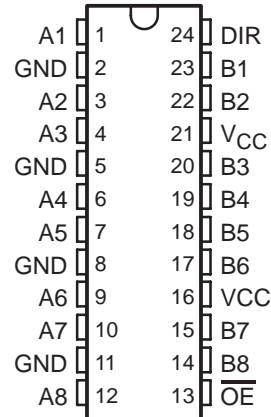 A1 1 24 DIR
GND 2 23 B1
A2 3 22 B2
A3 4 21 VCC
GND 5 20 B3
A4 6 19 B4
A5 7 18 B5
GND 8 17 B6
A6 9 16 VCC
A7 10 15 B7
GND 11 14 B8
A8 12 13 O̅E̅